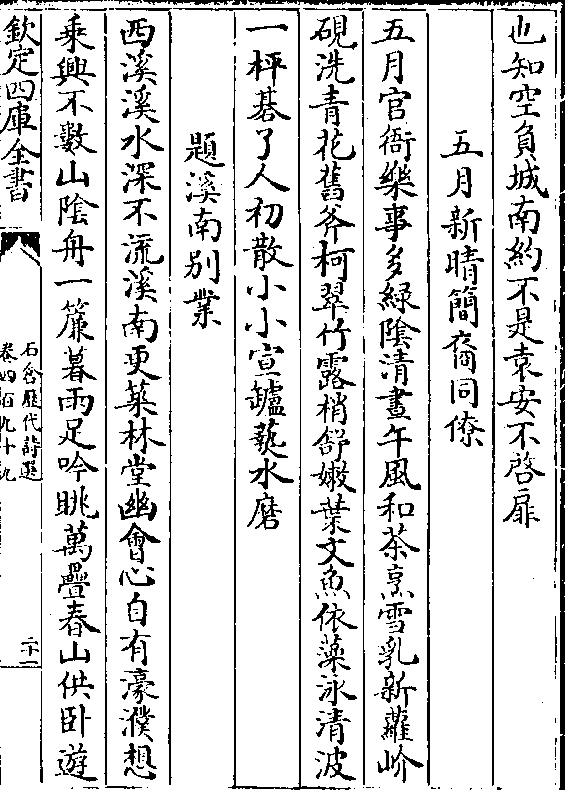 也知空負城南約不是袁安不啓扉
五月新晴簡裔同僚
五月官衙樂事多緑陰清晝午風和茶烹雪乳新蘿岕
硯洗青花舊斧柯翠竹露梢舒嫩葉文魚依藻泳清波
一枰棊了人初散小小宣鑪爇水磨
題溪南别業
西溪溪水深不流溪南更築林堂幽會心自有濠濮想
乘興不數山陰舟一簾暮雨足吟眺萬疊春山供卧遊
欽定四庫全書
石倉歷代詩選
卷四百九十九
二十一